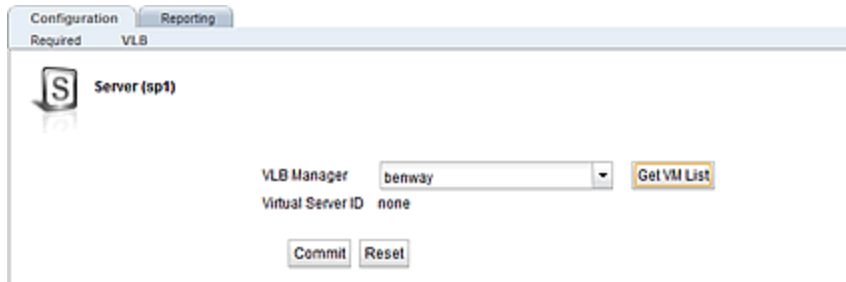 Configuration Reporting
Required VLB
S Server (sp1)
VLB Manager benway Get VM List
Virtual Server ID none
Commit Reset